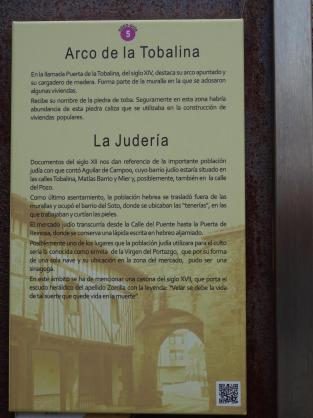 5
Arco de la Tobalina
En la llamada Puerta de la Tobalina, del siglo XIV, destaca su arco apuntado y
su cargadero de madera. Forma parte de la muralla en la que se adosaron
algunas viviendas.
Recibe su nombre de la piedra de toba. Seguramente en esta zona habría
abundancia de esta piedra caliza que se utilizaba en la construcción de
viviendas populares.
La Judería
Documentos del siglo XII nos dan referencia de la importante población
judía con que contó Aguilar de Campoo, cuyo barrio judío estaría situado en
las calles Tobalina, Matías Barrio y Mier y, posiblemente, también en la calle
del Pozo.
Como último asentamiento, la población hebrea se trasladó fuera de las
murallas y ocupó el barrio del Soto, donde se ubicaban las "tenerías", en las
que trabajaban y curtían las pieles.
El mercado judío transcurría desde la Calle del Puente hasta la Puerta de
Reinosa, donde se conserva una lápida escrita en hebreo aljamiado.
Posiblemente uno de los lugares que la población judía utilizara para el culto
sería la conocida como ermita de la Virgen del Portazgo, que por su forma
de una sola nave y su ubicación en la zona del mercado, pudo ser una
sinagoga.
En este ámbito se ha de mencionar una casona del siglo XVII, que porta el
escudo heráldico del apellido Zorrilla con la leyenda: "Velar se debe la vida
de tal suerte que quede vida en la muerte".